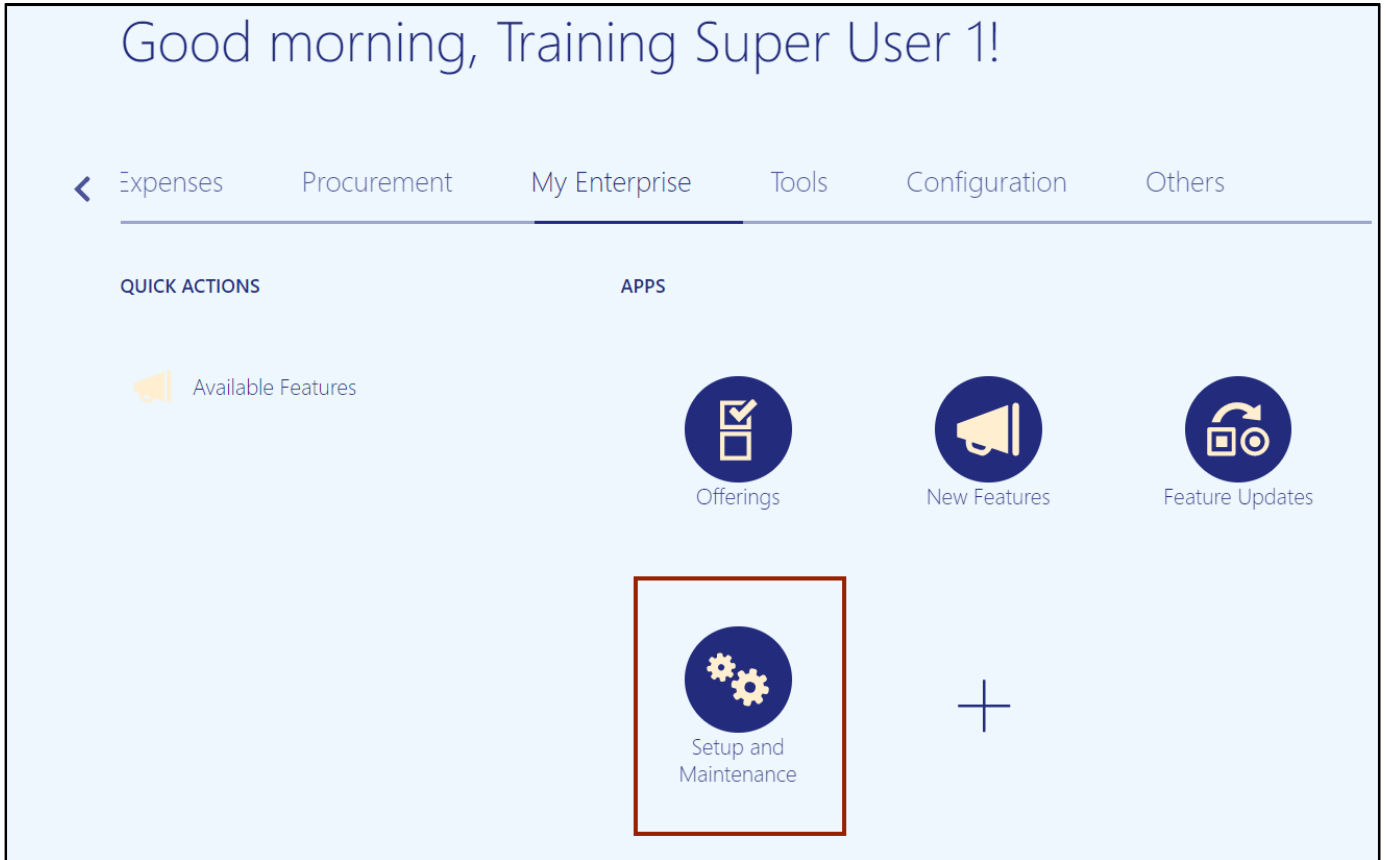 Good morning, Training Super User 1!
Expenses Procurement My Enterprise Tools Configuration Others
QUICK ACTIONS
APPS
Available Features
Offerings
New Features
Feature Updates
Setup and
Maintenance